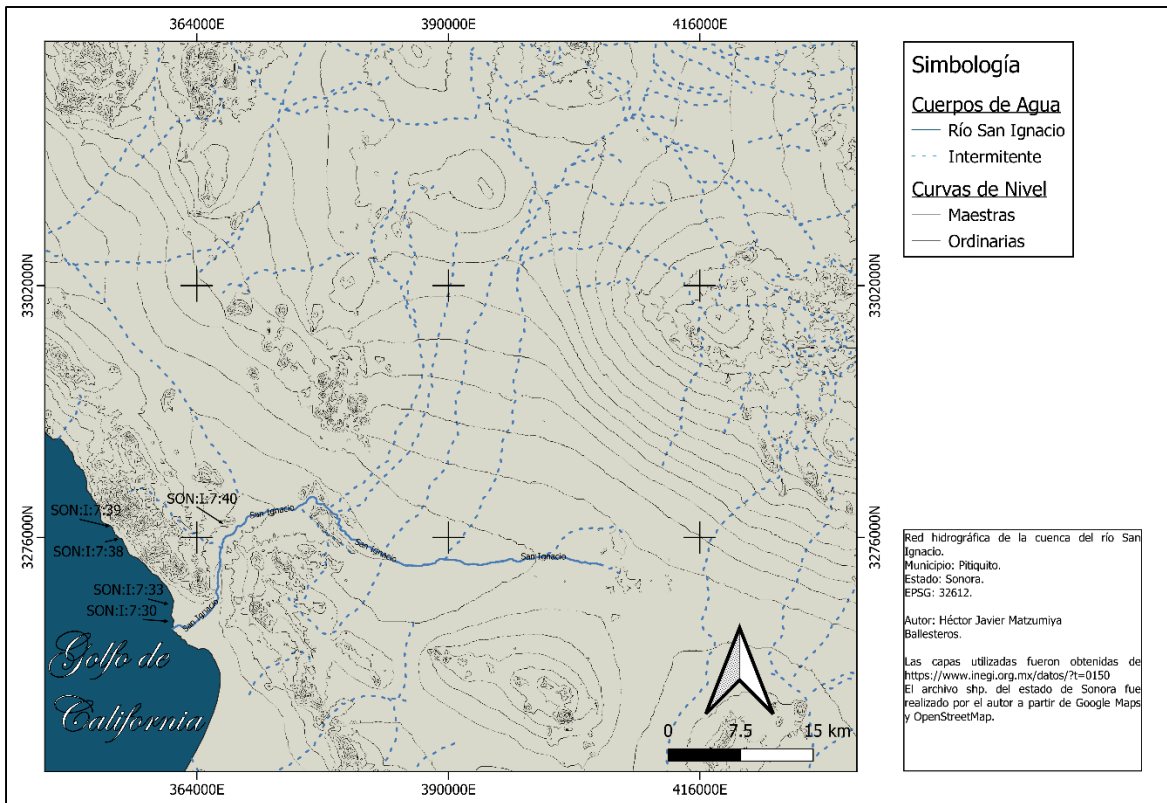 364000E
390000E
416000E
3302000N
3302000N
3276000N
3276000N
SON:I:7:40
SON:I:7:39
SON:I:7:38
SON:I:7:33
SON:I:7:30
San Ignacio
San Ignacio
San Ignacio
San Ignacio
Golfo de
California
0 7.5 15 km
364000E
390000E
416000E
Simbología
Cuerpos de Agua
Río San Ignacio
Intermitente
Curvas de Nivel
Maestras
Ordinarias
Red hidrográfica de la cuenca del río San
Ignacio.
Municipio: Pitiquito.
Estado: Sonora.
EPSG: 32612.
Autor: Héctor Javier Matzumiya
Ballesteros.
Las capas utilizadas fueron obtenidas de
https://www.inegi.org.mx/datos/?t=0150
El archivo shp. del estado de Sonora fue
realizado por el autor a partir de Google Maps
y OpenStreetMap.